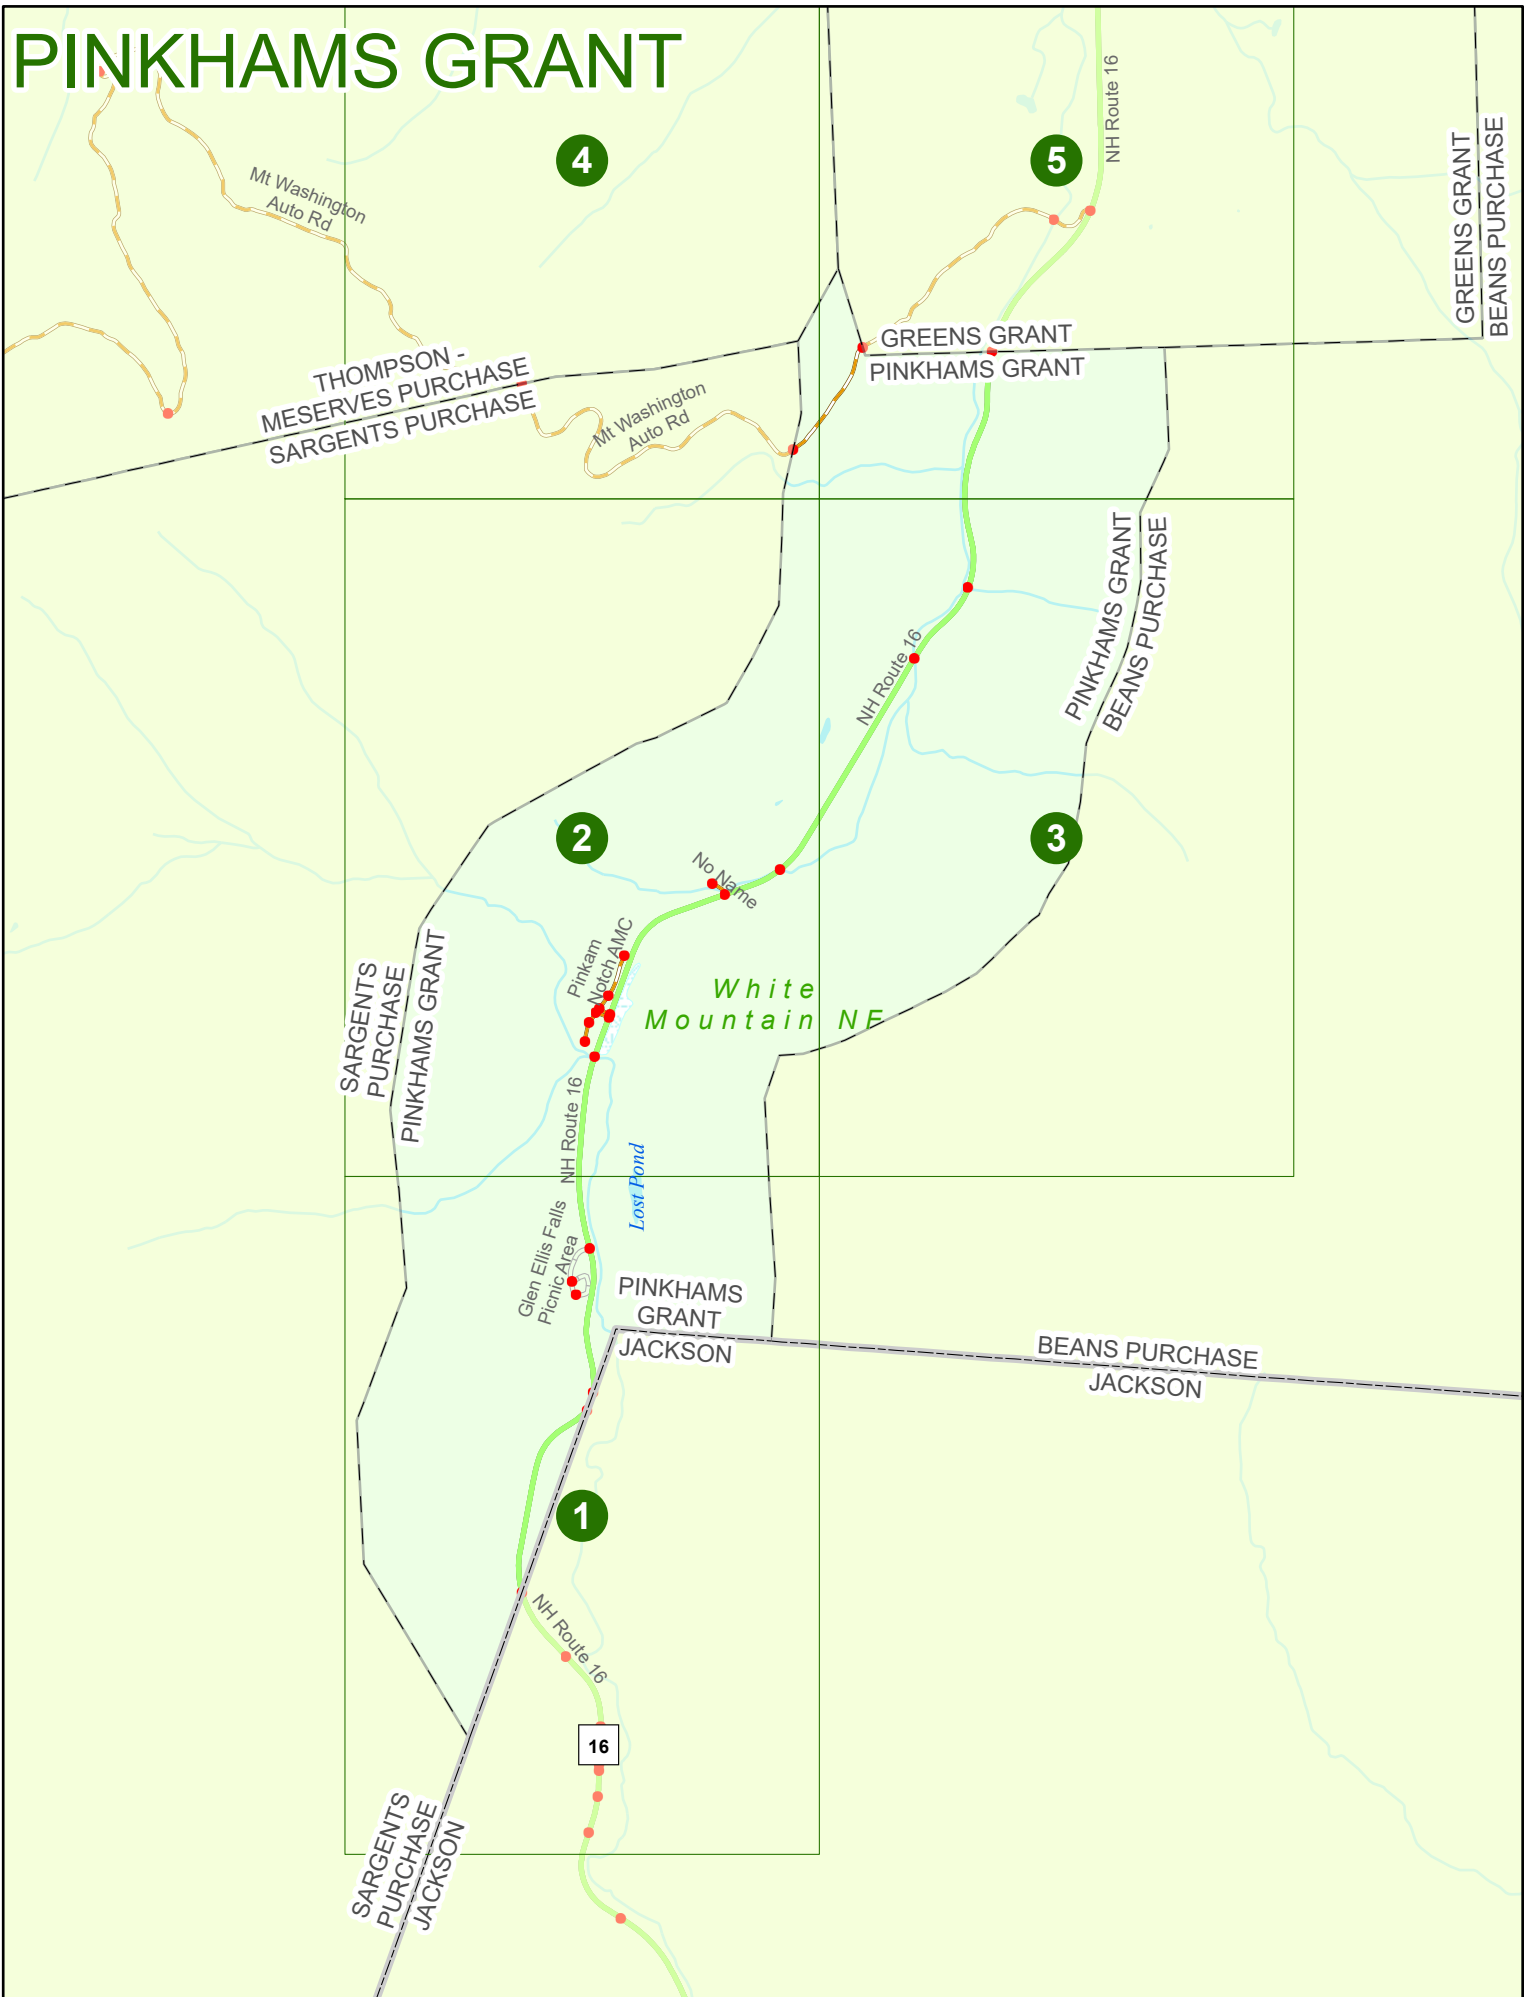 PINKHAMS GRANT
4
5
NH Route 16
GREENS GRANT
BEANS PURCHASE
Mt Washington
Auto Rd
THOMPSON -
MESERVES PURCHASE
SARGENTS PURCHASE
GREENS GRANT
PINKHAMS GRANT
Mt Washington
Auto Rd
PINKHAMS GRANT
BEANS PURCHASE
NH Route 16
2
3
No Name
Pinkam
Notch AMC
White
Mountain NF
SARGENTS
PURCHASE
PINKHAMS GRANT
NH Route 16
Lost Pond
Glen Ellis Falls
Picnic Area
PINKHAMS
GRANT
JACKSON
BEANS PURCHASE
JACKSON
1
NH Route 16
16
SARGENTS
PURCHASE
JACKSON